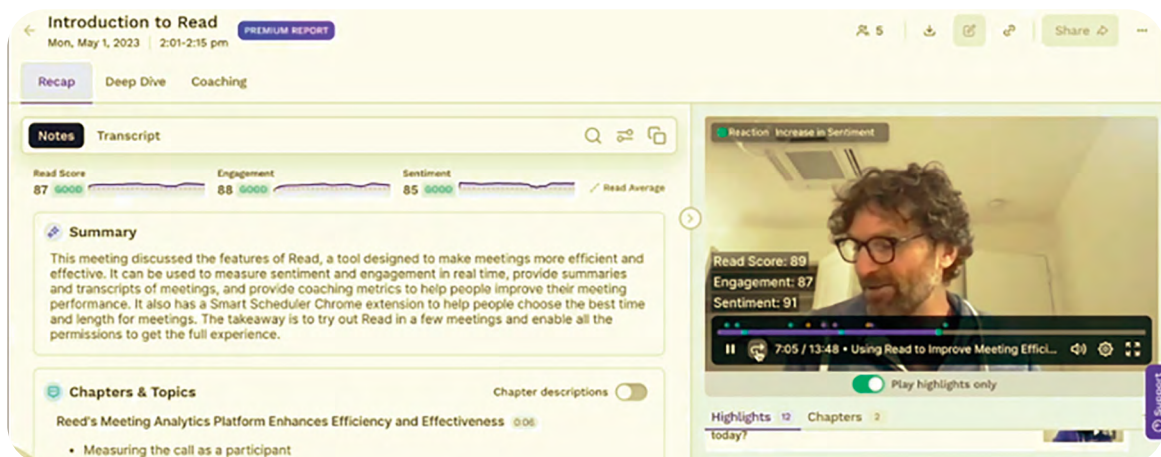 Introduction to Read
PREMIUM REPORT
Mon, May 1, 2023 2:01-2:15 pm
5
Share
Recap Deep Dive Coaching
Notes Transcript
Read Score
87 GOOD
Engagement
88 GOOD
Sentiment
85 GOOD
Read Average
Summary
This meeting discussed the features of Read, a tool designed to make meetings more efficient and
effective. It can be used to measure sentiment and engagement in real time, provide summaries
and transcripts of meetings, and provide coaching metrics to help people improve their meeting
performance. It also has a Smart Scheduler Chrome extension to help people choose the best time
and length for meetings. The takeaway is to try out Read in a few meetings and enable all the
permissions to get the full experience.
Chapters & Topics
Chapter descriptions
Reed's Meeting Analytics Platform Enhances Efficiency and Effectiveness 0:06
• Measuring the call as a participant
Reaction Increase in Sentiment
Read Score: 89
Engagement: 87
Sentiment: 91
7:05 / 13:48 • Using Read to Improve Meeting Effici...
Play highlights only
Highlights 12 Chapters 2
today?
Support